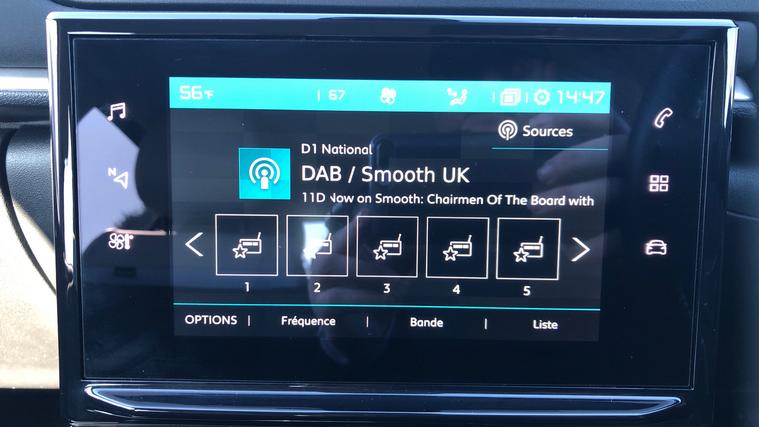 56°F | 67 | | 14:47
Sources
D1 National
DAB / Smooth UK
11D Now on Smooth: Chairmen Of The Board with
1 2 3 4 5
OPTIONS | Fréquence | Bande | Liste
N